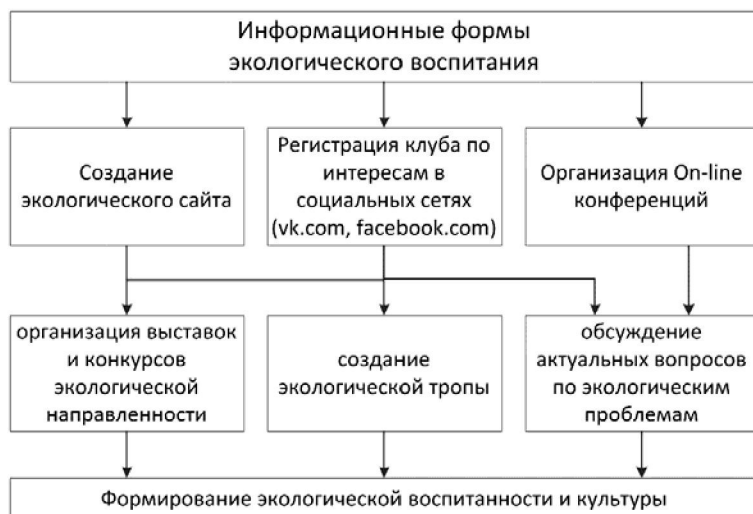 Информационные формы
экологического воспитания
Создание
экологического сайта
Регистрация клуба по
интересам в
социальных сетях
(vk.com, facebook.com)
Организация On-line
конференций
организация выставок
и конкурсов
экологической
направленности
создание
экологической тропы
обсуждение
актуальных вопросов
по экологическим
проблемам
Формирование экологической воспитанности и культуры